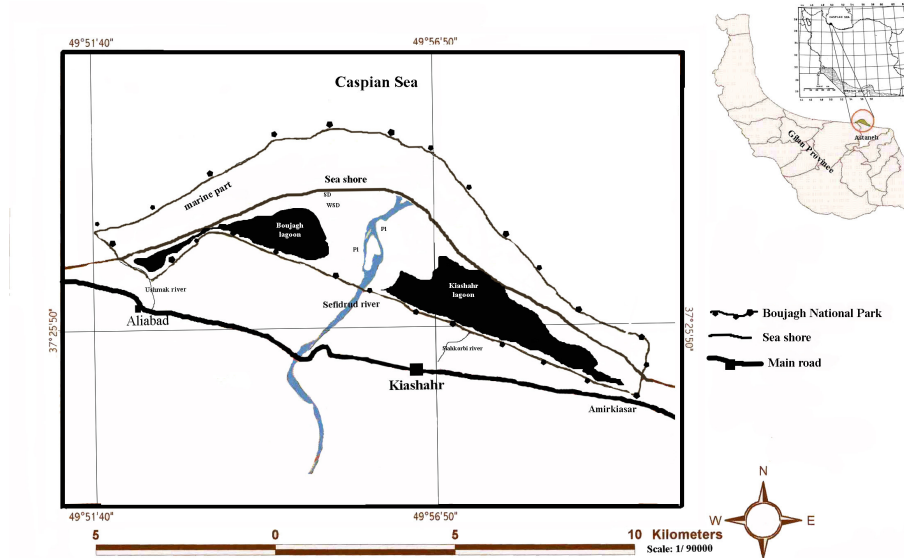 49°51'40"
49°56'50"
CASPIAN SEA
Caspian Sea
Astaneh
Gilan Province
Sea shore
marine part
SD
WSD
Boujagh
lagoon
PI
PI
Kiashahr
lagoon
Ushmak river
Sefidrud river
Aliabad
37°25'50"
37°25'50"
Boujagh National Park
Sea shore
Main road
Kiashahr
Amirkiasar
49°51'40"
49°56'50"
N
W
E
S
5
0
5
10
Kilometers
Scale: 1/ 90000